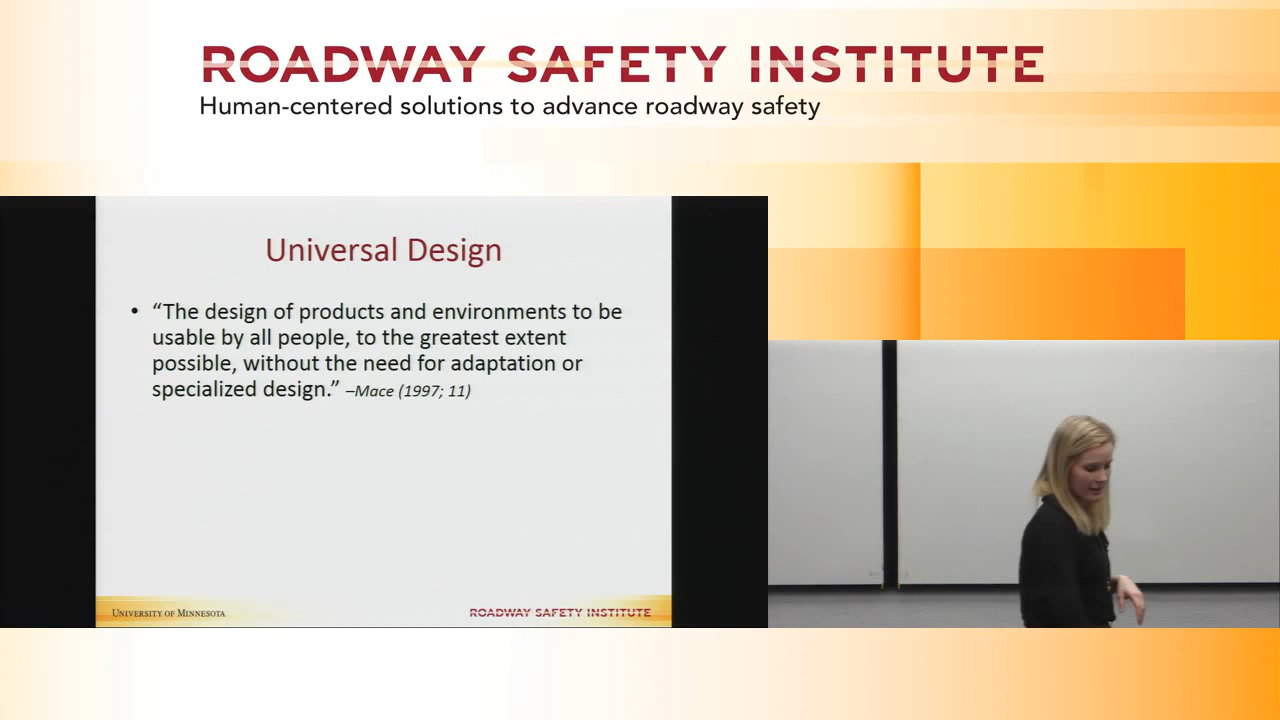 ROADWAY SAFETY INSTITUTE
Human-centered solutions to advance roadway safety
Universal Design
• “The design of products and environments to be
usable by all people, to the greatest extent
possible, without the need for adaptation or
specialized design.” –Mace (1997; 11)
UNIVERSITY OF MINNESOTA
ROADWAY SAFETY INSTITUTE